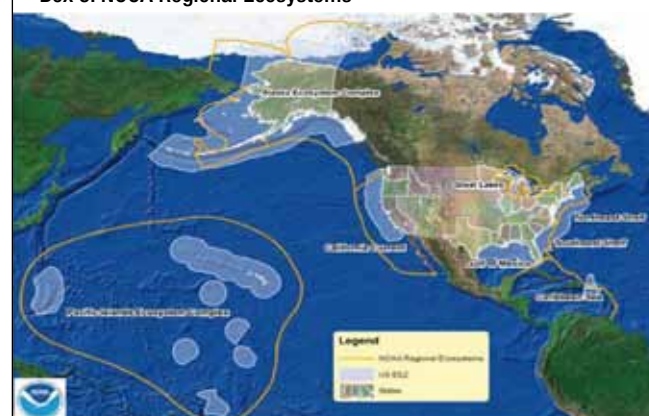 Box 3. NOAA Regional Ecosystems
Alaska Ecosystem Complex
Great Lakes
Northeast Shelf
Southeast Shelf
California Current
Gulf of Mexico
Caribbean Sea
Pacific Islands Ecosystem Complex
Legend
NOAA Regional Ecosystems
US EEZ
States
NOAA